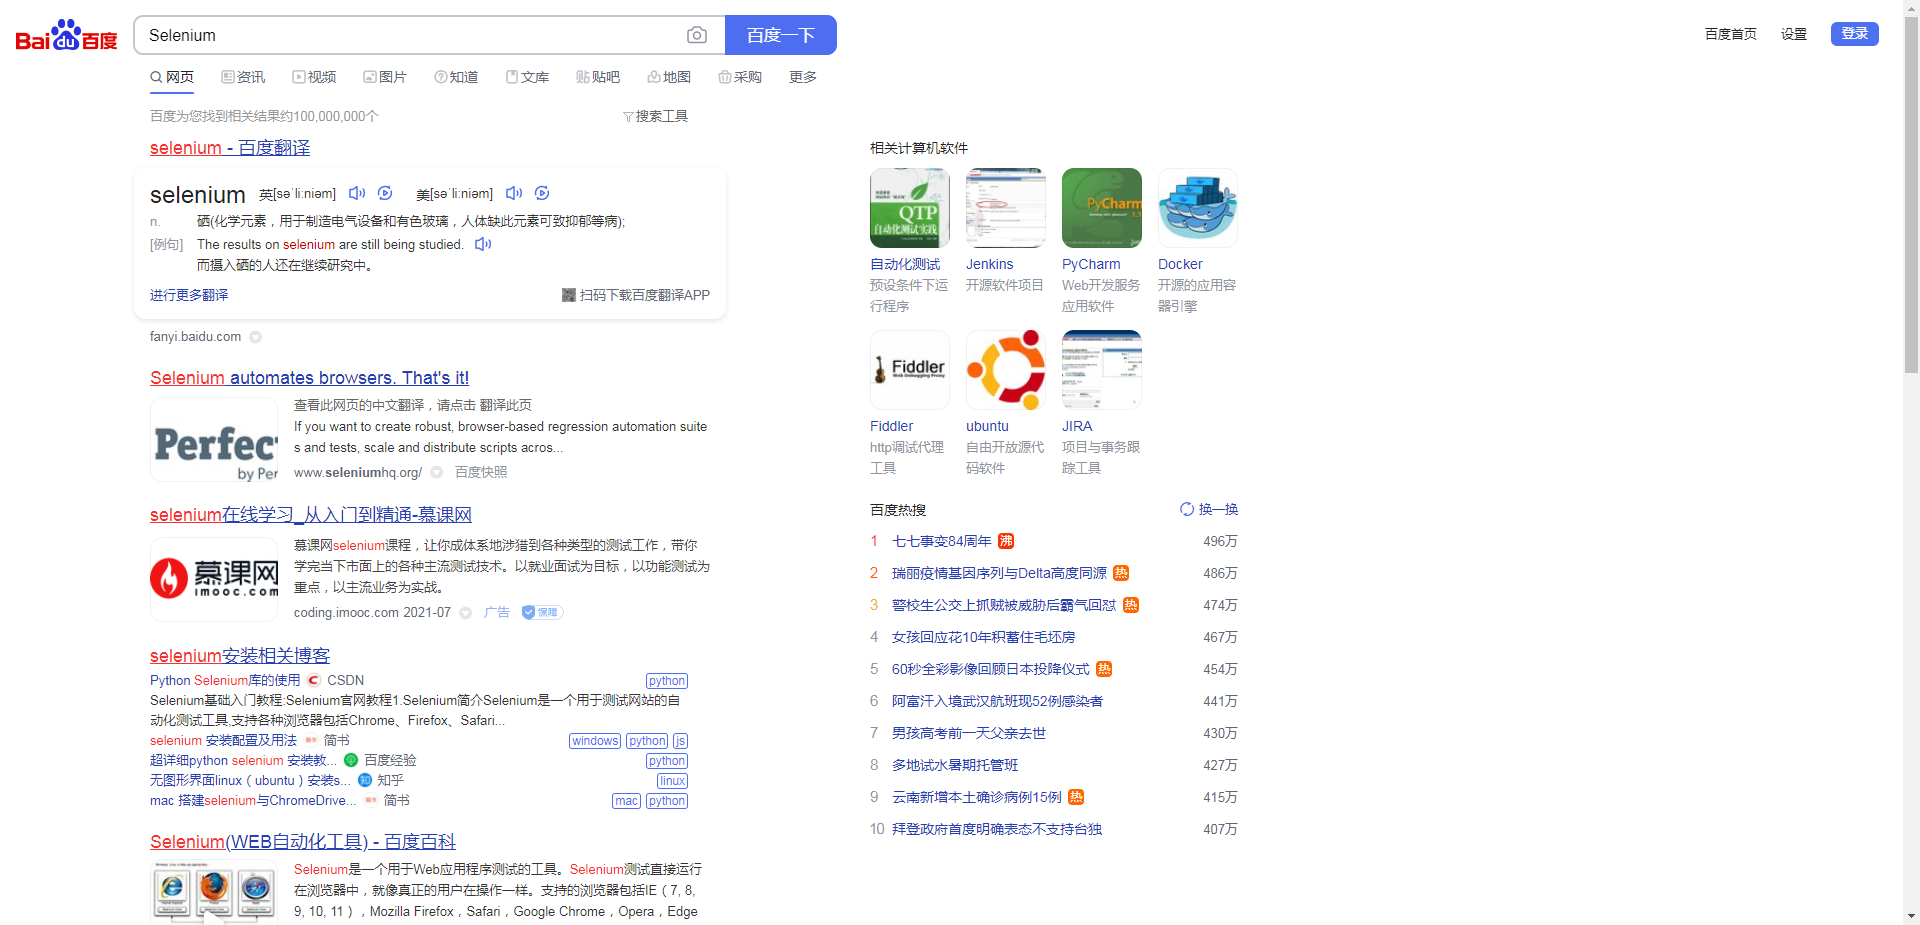 Bai du 百度
Selenium
百度一下
百度首页 设置 登录
网页 资讯 视频 图片 知道 文库 贴吧 地图 采购 更多
百度为您找到相关结果约100,000,000个
搜索工具
selenium - 百度翻译
selenium 英[səˈliːniəm] 美[səˈliːniəm]
n. 硒(化学元素，用于制造电气设备和有色玻璃，人体缺此元素可致抑郁等病);
[例句] The results on selenium are still being studied.
而摄入硒的人还在继续研究中。
进行更多翻译
扫码下载百度翻译APP
fanyi.baidu.com
Selenium automates browsers. That's it!
Perfec
by Per
查看此网页的中文翻译，请点击 翻译此页
If you want to create robust, browser-based regression automation suite
s and tests, scale and distribute scripts acros...
www.seleniumhq.org/ 百度快照
selenium在线学习_从入门到精通-慕课网
慕课网
imooc.com
慕课网selenium课程，让你成体系地涉猎到各种类型的测试工作，带你
学完当下市面上的各种主流测试技术。以就业面试为目标，以功能测试为
重点，以主流业务为实战。
coding.imooc.com 2021-07 广告 保障
selenium安装相关博客
Python Selenium库的使用 CSDN python
Selenium基础入门教程:Selenium官网教程1.Selenium简介Selenium是一个用于测试网站的自
动化测试工具,支持各种浏览器包括Chrome、Firefox、Safari...
selenium 安装配置及用法 简书 windows python js
超详细python selenium 安装教... 百度经验 python
无图形界面linux（ubuntu）安装s... 知 知乎 linux
mac 搭建selenium与ChromeDrive... 简书 mac python
Selenium(WEB自动化工具) - 百度百科
Selenium是一个用于Web应用程序测试的工具。Selenium测试直接运行
在浏览器中，就像真正的用户在操作一样。支持的浏览器包括IE（7, 8,
9, 10, 11），Mozilla Firefox，Safari，Google Chrome，Opera，Edge
相关计算机软件
QTP
自动化测试实践
PyCharm
自动化测试 Jenkins PyCharm Docker
预设条件下运 开源软件项目 Web开发服务 开源的应用容
行程序 应用软件 器引擎
Fiddler
Web Debugging Proxy
Fiddler ubuntu JIRA
http调试代理 自由开放源代 项目与事务跟
工具 码软件 踪工具
百度热搜 换一换
1 七七事变84周年 沸 496万
2 瑞丽疫情基因序列与Delta高度同源 热 486万
3 警校生公交上抓贼被威胁后霸气回怼 热 474万
4 女孩回应花10年积蓄住毛坯房 467万
5 60秒全彩影像回顾日本投降仪式 热 454万
6 阿富汗入境武汉航班现52例感染者 441万
7 男孩高考前一天父亲去世 430万
8 多地试水暑期托管班 427万
9 云南新增本土确诊病例15例 热 415万
10 拜登政府首度明确表态不支持台独 407万